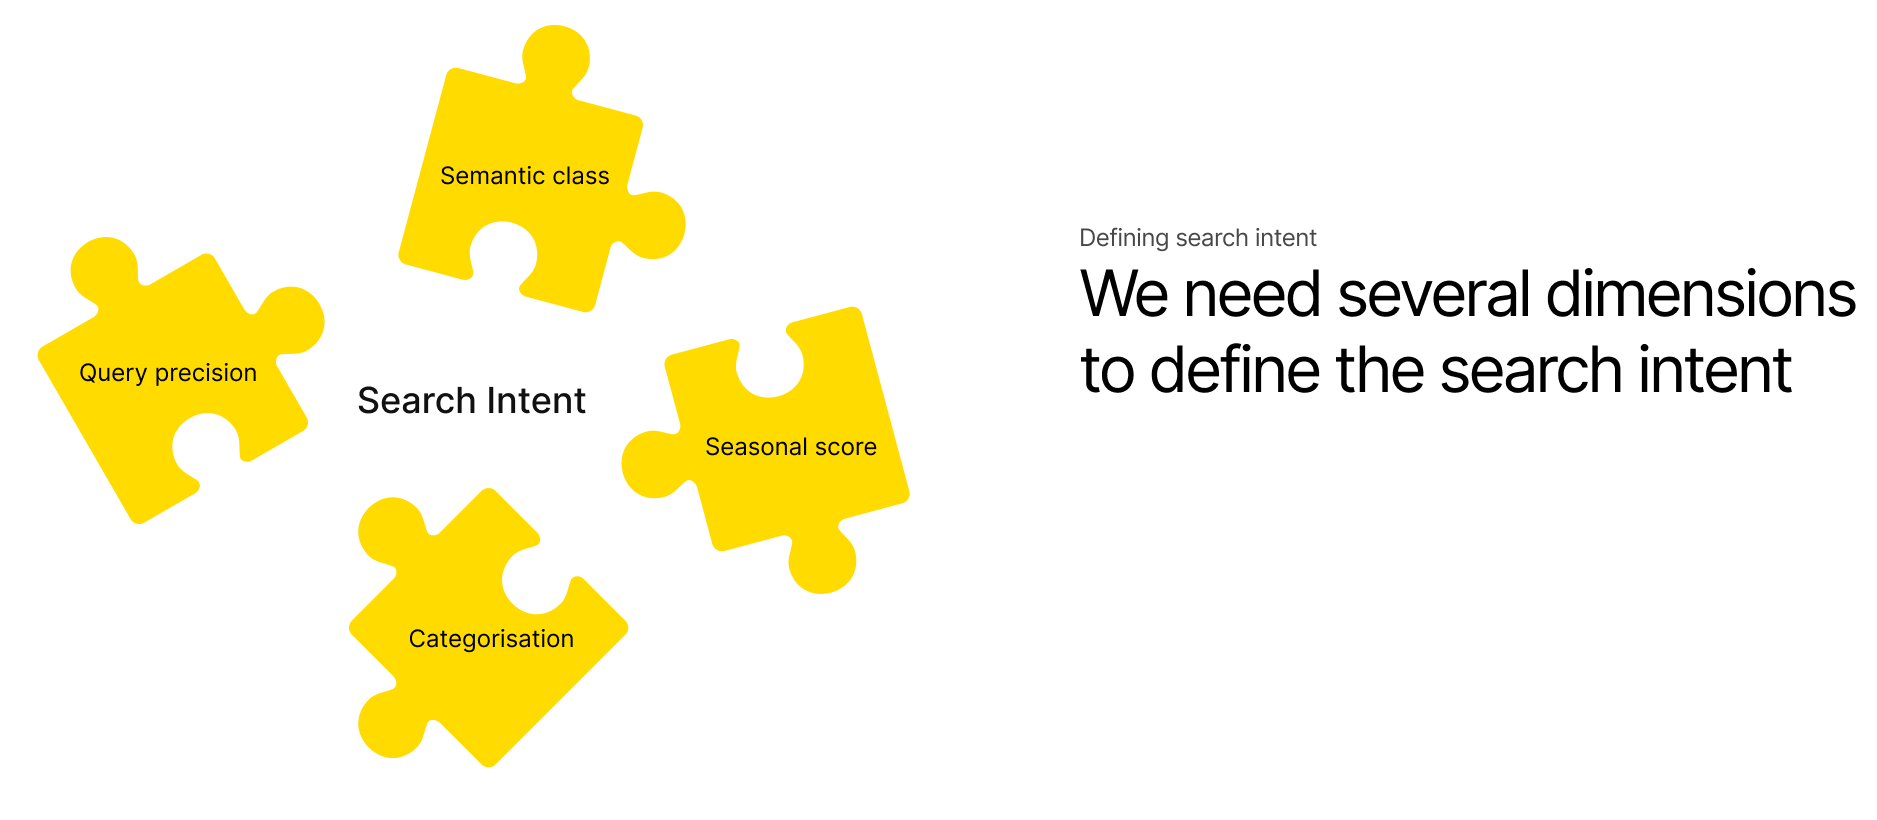 Semantic class
Query precision
Search Intent
Seasonal score
Categorisation
Defining search intent
We need several dimensions
to define the search intent